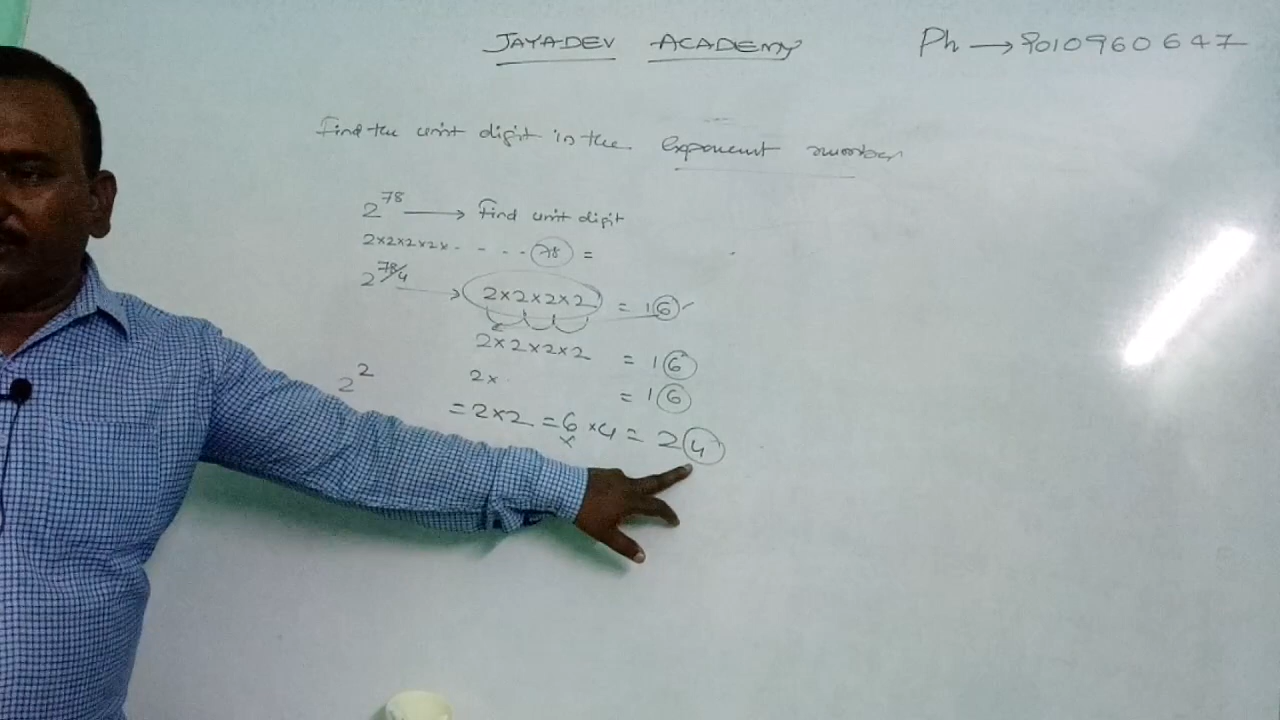 JAYADEV ACADEMY Ph → 9010960647
Find the unit digit in the exponent number
2^78 → Find unit digit
2×2×2×2×- - - - - 78 =
2^78/4 → 2×2×2×2 = 16
2×2×2×2 = 16
2^2 2× = 16
= 2×2 = 6 ×4 = 24
×